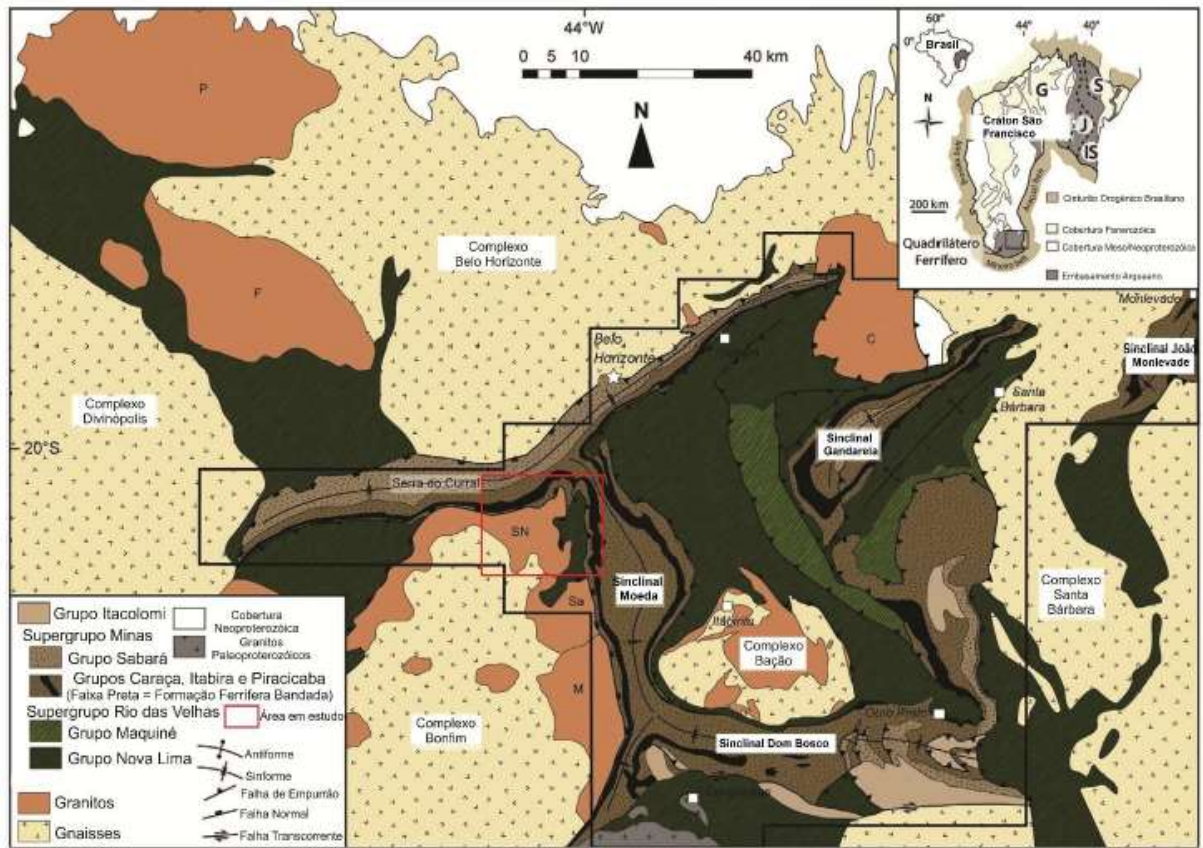 44°W
0 5 5 10 40 km
N
P
Complexo
Belo Horizonte
F
C
Belo
Horizonte
Complexo
Divinópolis
20°S
Serra do Curral
SN
Sa
M
Sinclinal
Moeda
Sinclinal
Gandarela
Santa
Bárbara
Monlevade
Sinclinal João
Monlevade
Complexo
Santa
Bárbara
Complexo
Bação
Complexo
Bonfim
Sinclinal Dom Bosco
60°
Brasil
0°
44° 40°
N
G
S
J
IS
Cráton São
Francisco
200 km
Quadrilátero
Ferrífero
Cinturão Orogênico Brasiliano
Cobertura Fanerozóica
Cobertura Meso/Neoproterozóica
Embasamento Arqueano
Grupo Itacolomi
Supergrupo Minas
Grupo Sabará
Grupos Caraça, Itabira e Piracicaba
(Faixa Preta = Formação Ferrífera Bandada)
Supergrupo Rio das Velhas
Grupo Maquiné
Grupo Nova Lima
Granitos
Gnaisses
Cobertura
Neoproterozóica
Granitos
Paleoproterozóicos
Área em estudo
Antiforme
Sinforme
Falha de Empurrão
Falha Normal
Falha Transcorrente